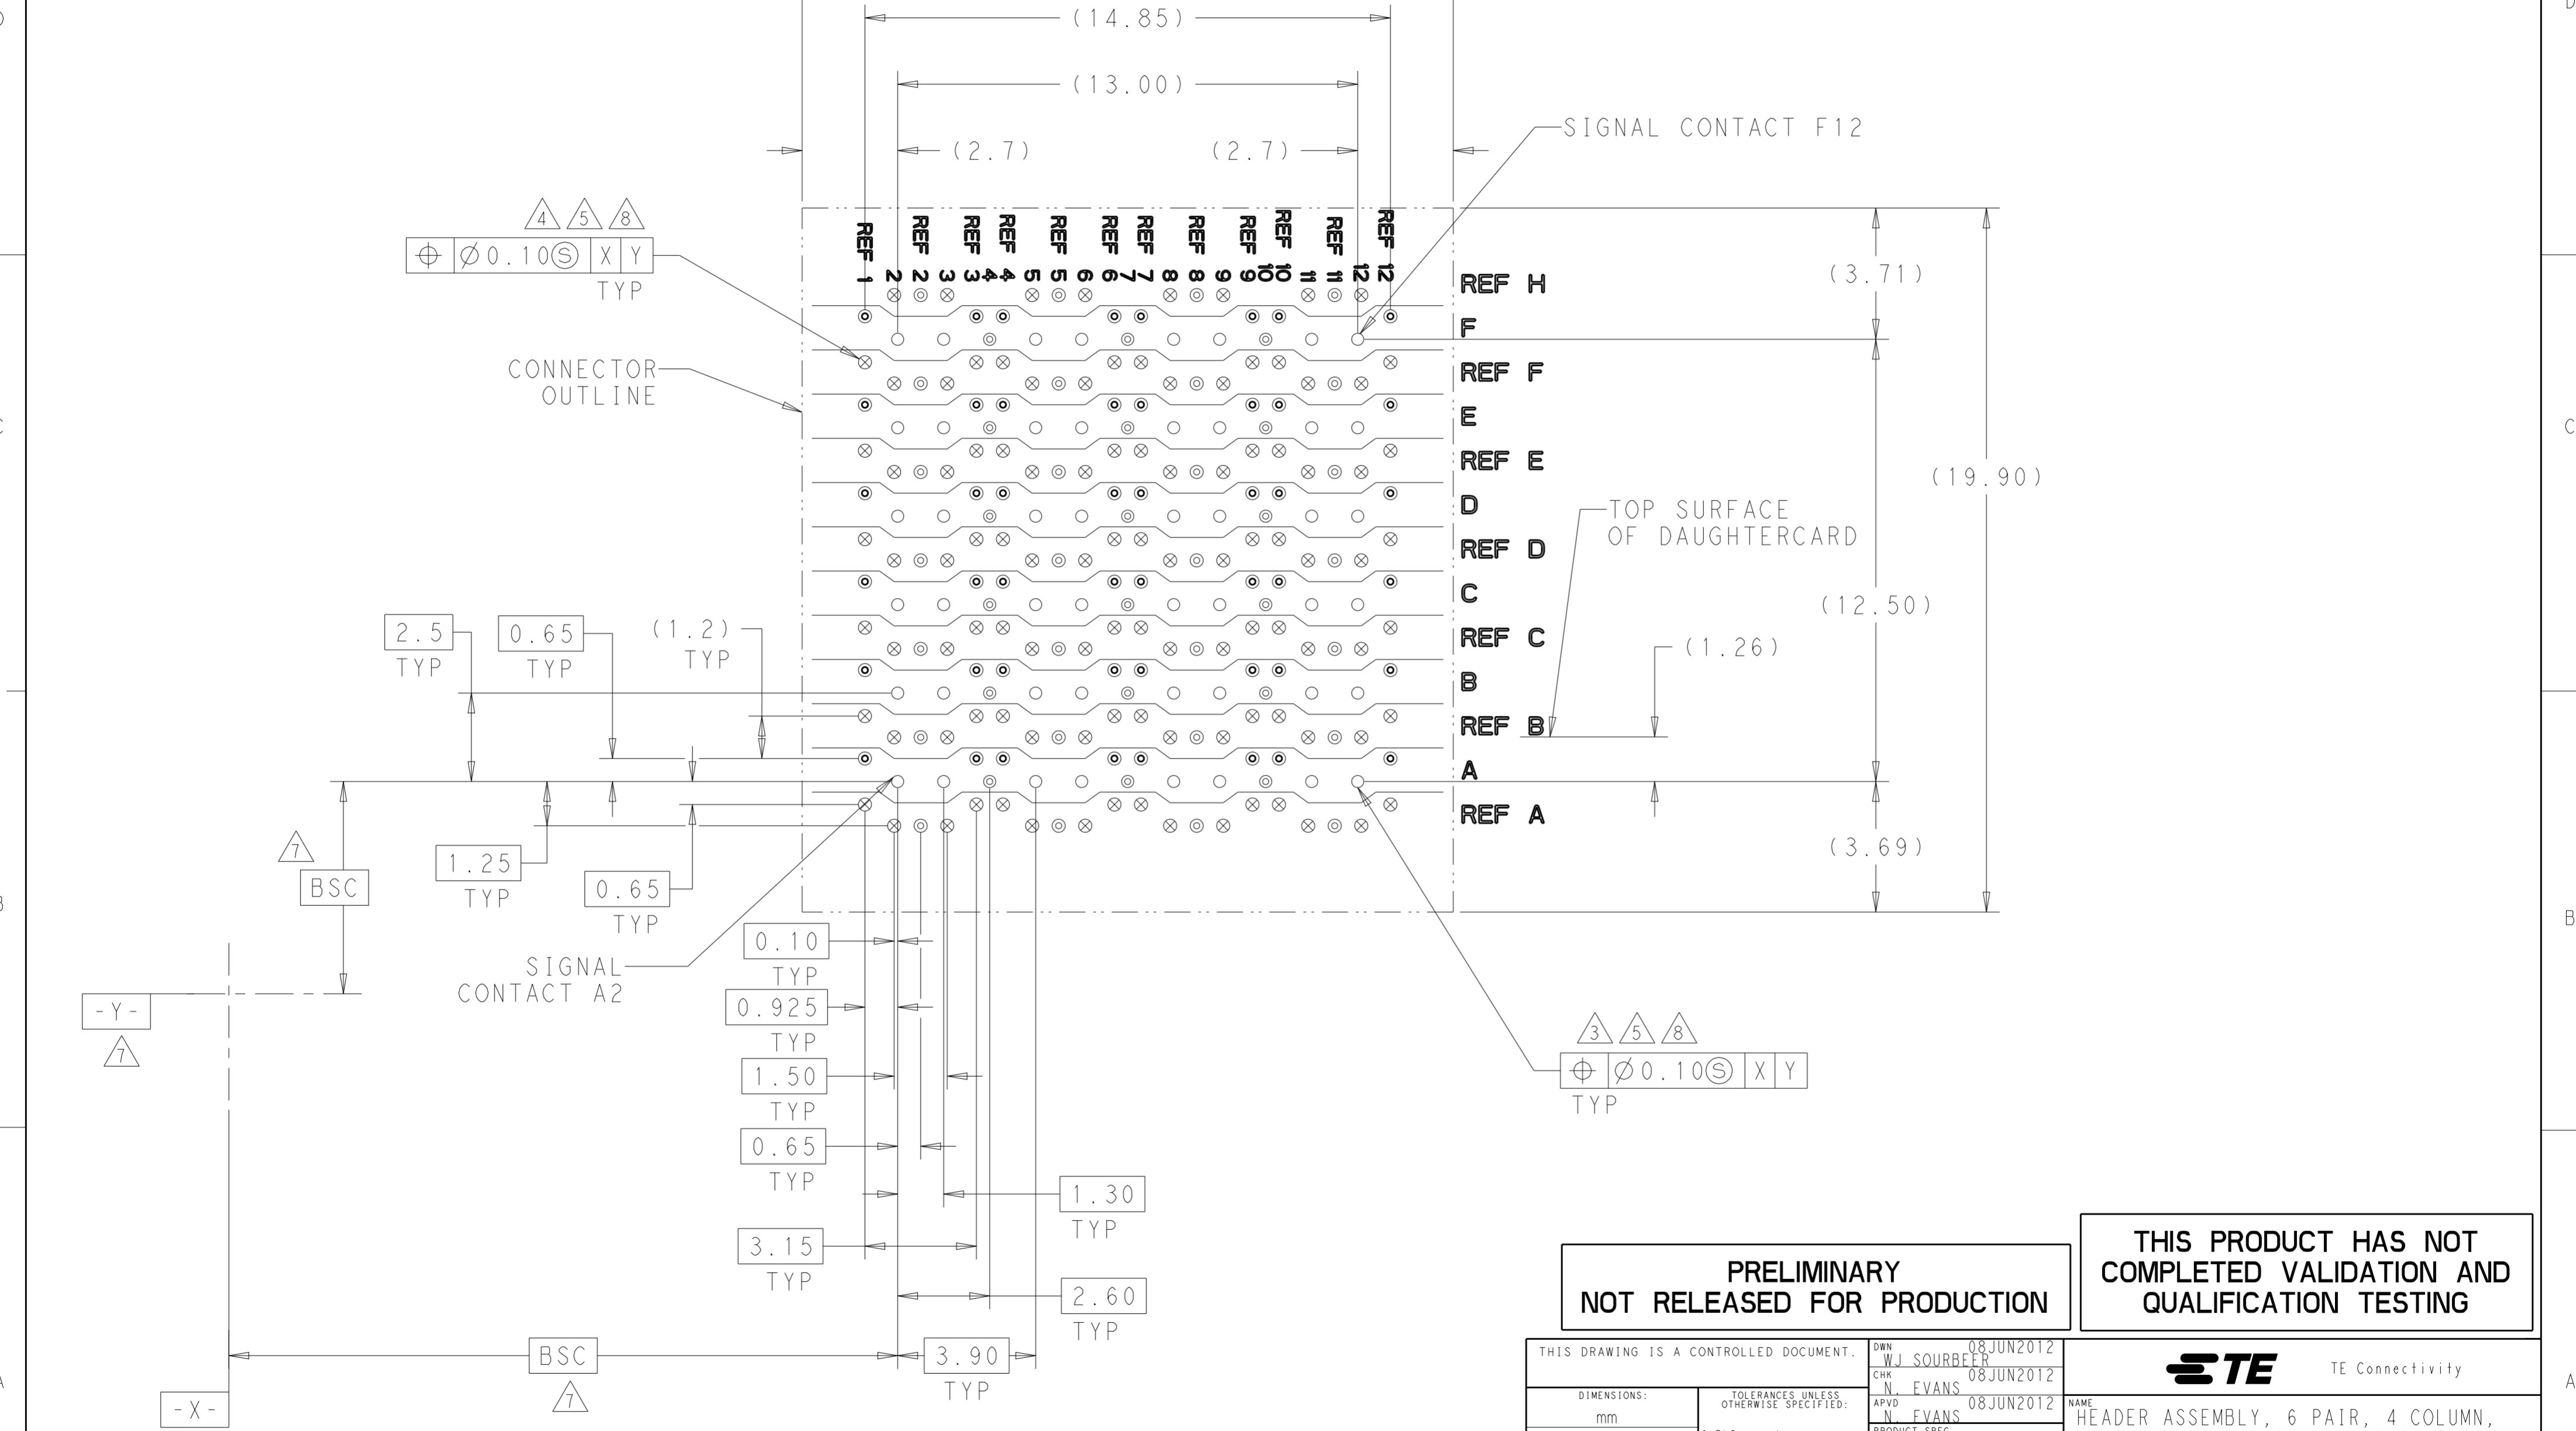 D
D
(14.85)
(13.00)
(2.7)
(2.7)
SIGNAL CONTACT F12
4 5 8
⌖ Ø0.10Ⓢ X Y
TYP
REF 1
2
REF 2
3
REF 3
4
REF 4
5
REF 5
6
REF 6
7
REF 7
8
REF 8
9
REF 9
10
REF 10
11
REF 11
12
REF 12
REF H
F
REF F
E
REF E
D
REF D
C
REF C
B
REF B
A
REF A
(3.71)
CONNECTOR
OUTLINE
C
C
(19.90)
TOP SURFACE
OF DAUGHTERCARD
(12.50)
(1.26)
(3.69)
2.5
TYP
0.65
TYP
(1.2)
TYP
7
BSC
1.25
TYP
0.65
TYP
B
B
0.10
TYP
SIGNAL
CONTACT A2
-Y-
7
0.925
TYP
3 5 8
⌖ Ø0.10Ⓢ X Y
TYP
1.50
TYP
0.65
TYP
1.30
TYP
3.15
TYP
2.60
TYP
BSC
7
3.90
TYP
-X-
A
A
PRELIMINARY
NOT RELEASED FOR PRODUCTION
THIS PRODUCT HAS NOT
COMPLETED VALIDATION AND
QUALIFICATION TESTING
THIS DRAWING IS A CONTROLLED DOCUMENT.
DWN 08JUN2012
WJ SOURBEER
CHK 08JUN2012
N. EVANS
APVD 08JUN2012
N. EVANS
PRODUCT SPEC
DIMENSIONS:
mm
TOLERANCES UNLESS
OTHERWISE SPECIFIED:
TE TE Connectivity
NAME
HEADER ASSEMBLY, 6 PAIR, 4 COLUMN,